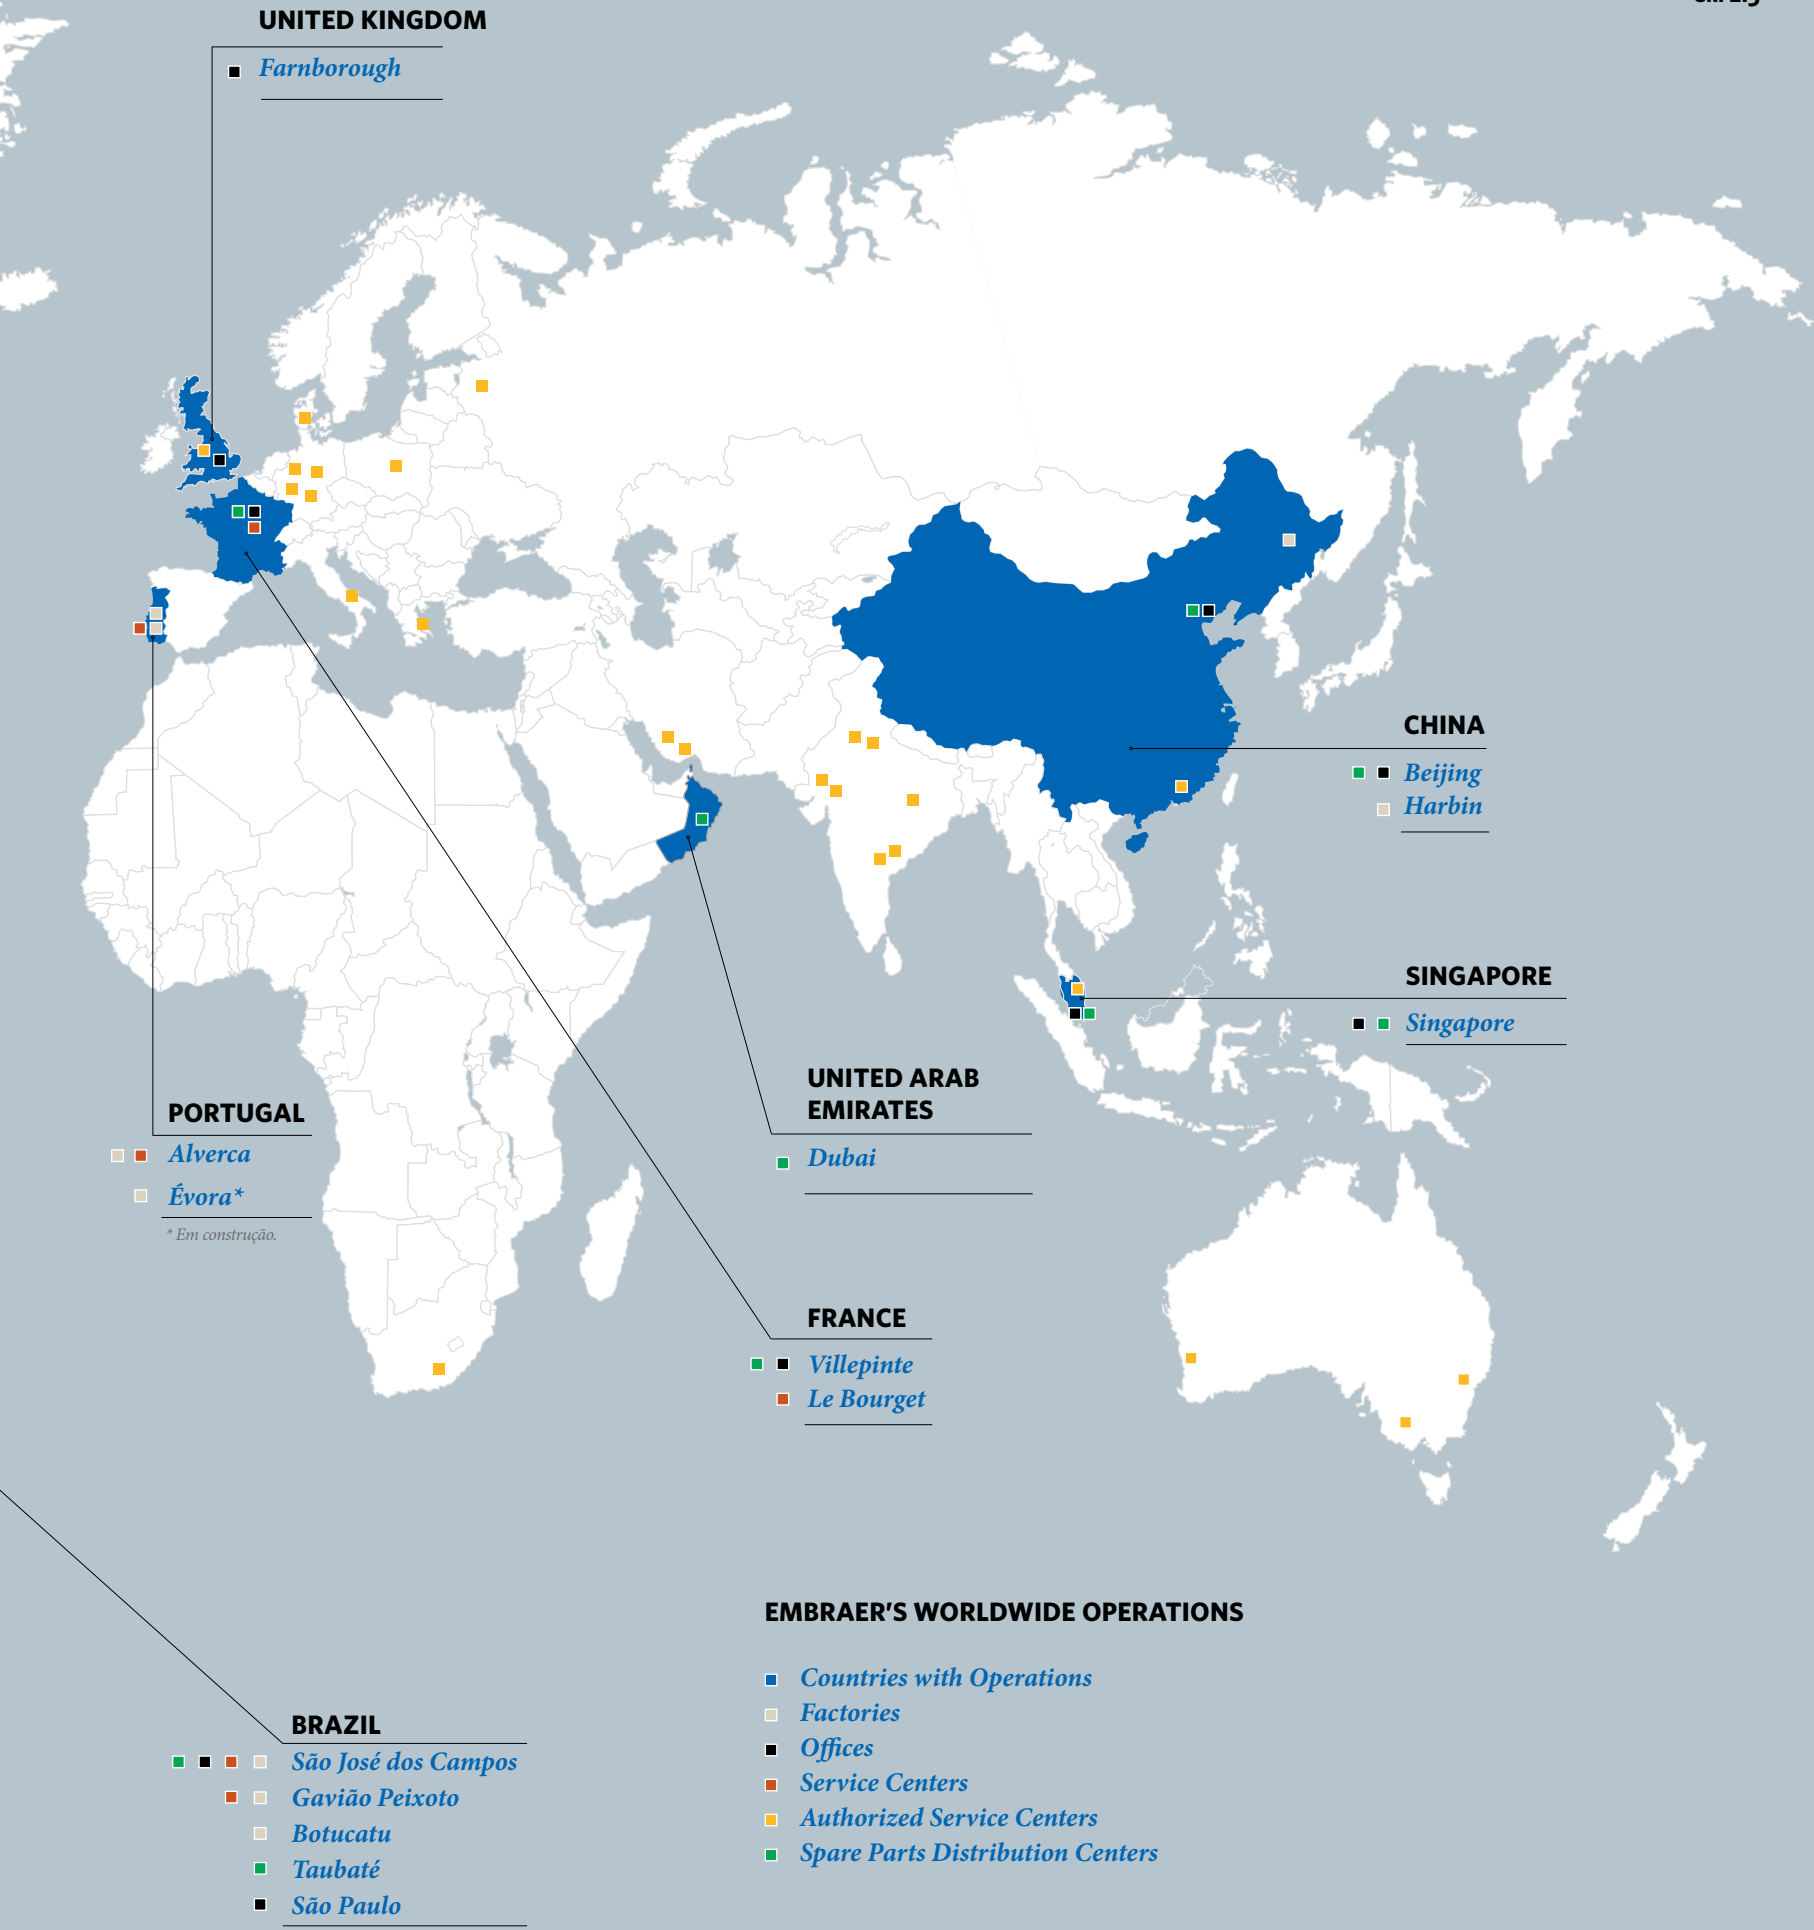 UNITED KINGDOM
Farnborough
CHINA
Beijing
Harbin
SINGAPORE
Singapore
UNITED ARAB
EMIRATES
Dubai
PORTUGAL
Alverca
Évora*
* Em construção.
FRANCE
Villepinte
Le Bourget
EMBRAER'S WORLDWIDE OPERATIONS
Countries with Operations
Factories
Offices
Service Centers
Authorized Service Centers
Spare Parts Distribution Centers
BRAZIL
São José dos Campos
Gavião Peixoto
Botucatu
Taubaté
São Paulo